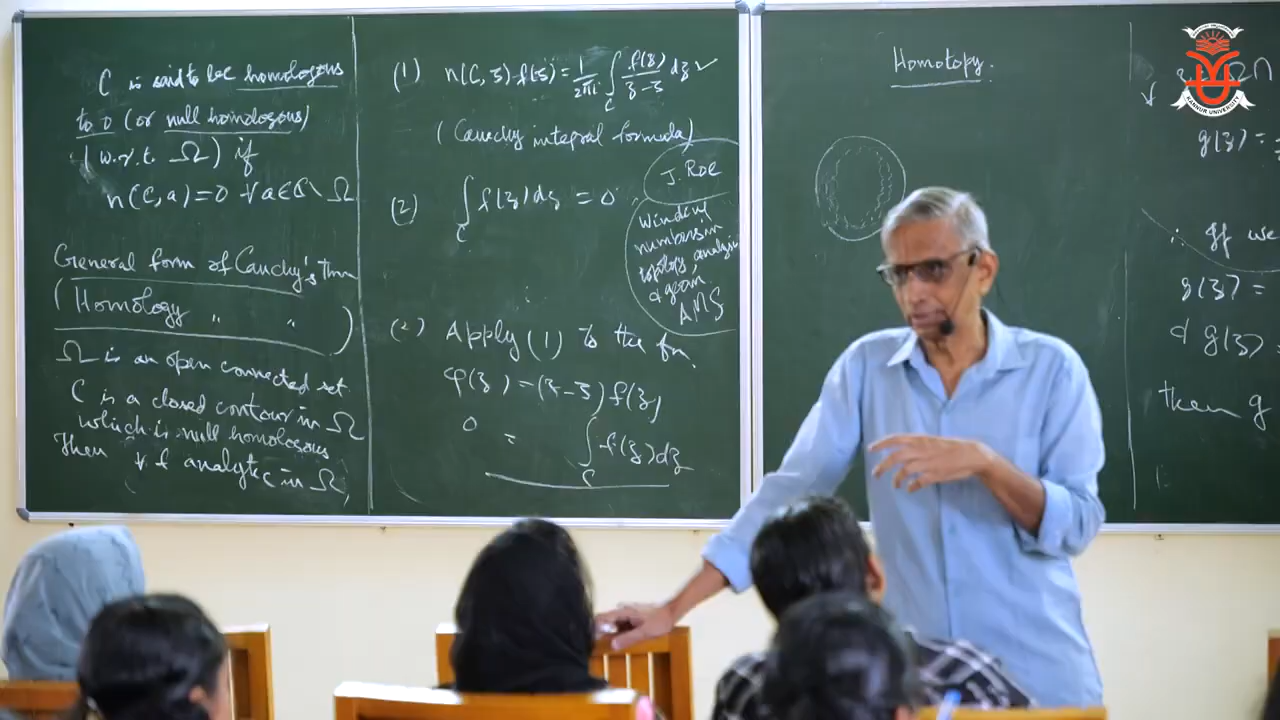 C is said to be homologous
to 0 (or null homologous)
(w.r.t. Ω) if
n(C, a) = 0 ∀ a ∈ ℂ \ Ω
General form of Cauchy's Thm
(Homology " " )
Ω is an open connected set
C is a closed contour in Ω
which is null homologous
Then ∀ f analytic in Ω,
(1) n(C, ζ) f(ζ) = 1/2πi ∫_C f(z)/z-ζ dz ✓
(Cauchy integral formula)
(2) ∫_C f(z)dz = 0
J. Roe
Winding
numbers in
topology, analysis
& geom
AMS
(2) Apply (1) to the fn.
φ(z) = (z-ζ) f(z)
0 = ∫_C f(z)dz
Homotopy.
g(z) =
∴ If we
g(z) =
& g(z)
then g
KANNUR UNIVERSITY